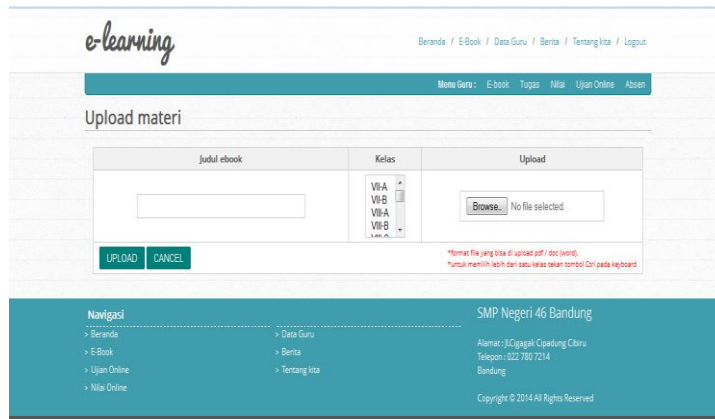 e-learning
Beranda / E-Book / Data Guru / Berita / Tentang kita / Logout
Menu Guru : E-book Tugas Nilai Ujian Online Absen
Upload materi
Judul ebook Kelas Upload
VII-A
VII-B
VIII-A
VIII-B
Browse_ No file selected.
UPLOAD CANCEL
*format file yang bisa di upload pdf / doc (word).
*untuk memilih lebih dari satu kelas tekan tombol Ctrl pada keyboard
Navigasi
> Beranda
> E-Book
> Ujian Online
> Nilai Online
> Data Guru
> Berita
> Tentang kita
SMP Negeri 46 Bandung
Alamat : Jl.Cigagak Cipadung Cibiru
Telepon : 022 780 7214
Bandung
Copyright © 2014 All Rights Reserved